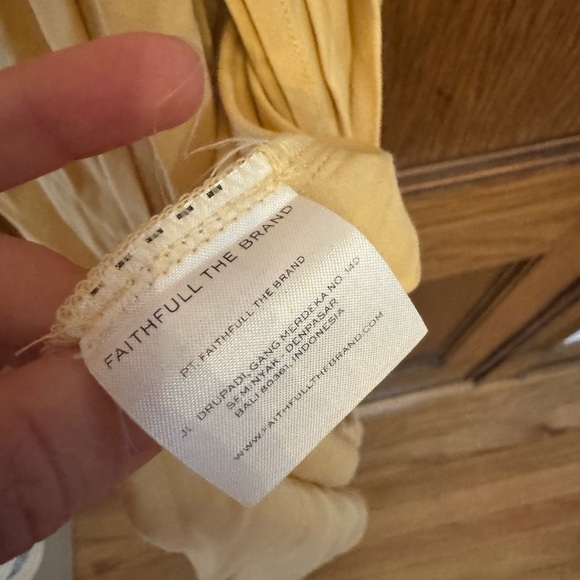 FAITHFULL THE BRAND
PT. FAITHFULL THE BRAND
JL DRUPADI, GANG MERDEKA NO. 14D
SEMINYAK - DENPASAR
BALI 80361, INDONESIA
WWW.FAITHFULLTHEBRAND.COM